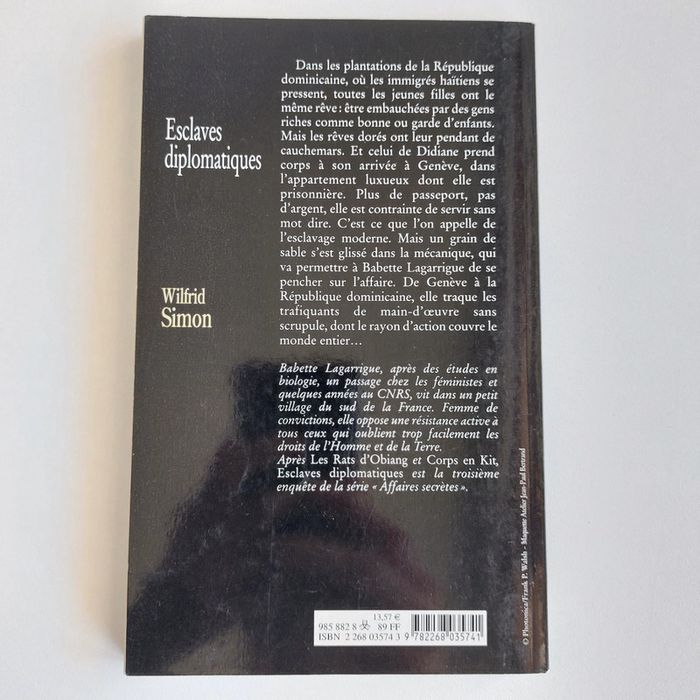 Esclaves
diplomatiques
Wilfrid
Simon
Dans les plantations de la République
dominicaine, où les immigrés haïtiens se
pressent, toutes les jeunes filles ont le
même rêve : être embauchées par des gens
riches comme bonne ou garde d'enfants.
Mais les rêves dorés ont leur pendant de
cauchemars. Et celui de Didiane prend
corps à son arrivée à Genève, dans
l'appartement luxueux dont elle est
prisonnière. Plus de passeport, pas
d'argent, elle est contrainte de servir sans
mot dire. C'est ce que l'on appelle de
l'esclavage moderne. Mais un grain de
sable s'est glissé dans la mécanique, qui
va permettre à Babette Lagarrigue de se
pencher sur l'affaire. De Genève à la
République dominicaine, elle traque les
trafiquants de main-d'œuvre sans
scrupule, dont le rayon d'action couvre le
monde entier…
Babette Lagarrigue, après des études en
biologie, un passage chez les féministes et
quelques années au CNRS, vit dans un petit
village du sud de la France. Femme de
convictions, elle oppose une résistance active à
tous ceux qui oublient trop facilement les
droits de l'Homme et de la Terre.
Après Les Rats d'Obiang et Corps en Kit,
Esclaves diplomatiques est la troisième
enquête de la série « Affaires secrètes ».
13,57 €
985 882 8 89 FF
ISBN 2 268 03574 3
9 782268 035741
© Photonica/Frank P. Walsh - Maquette Atelier Jean-Paul Bertrand